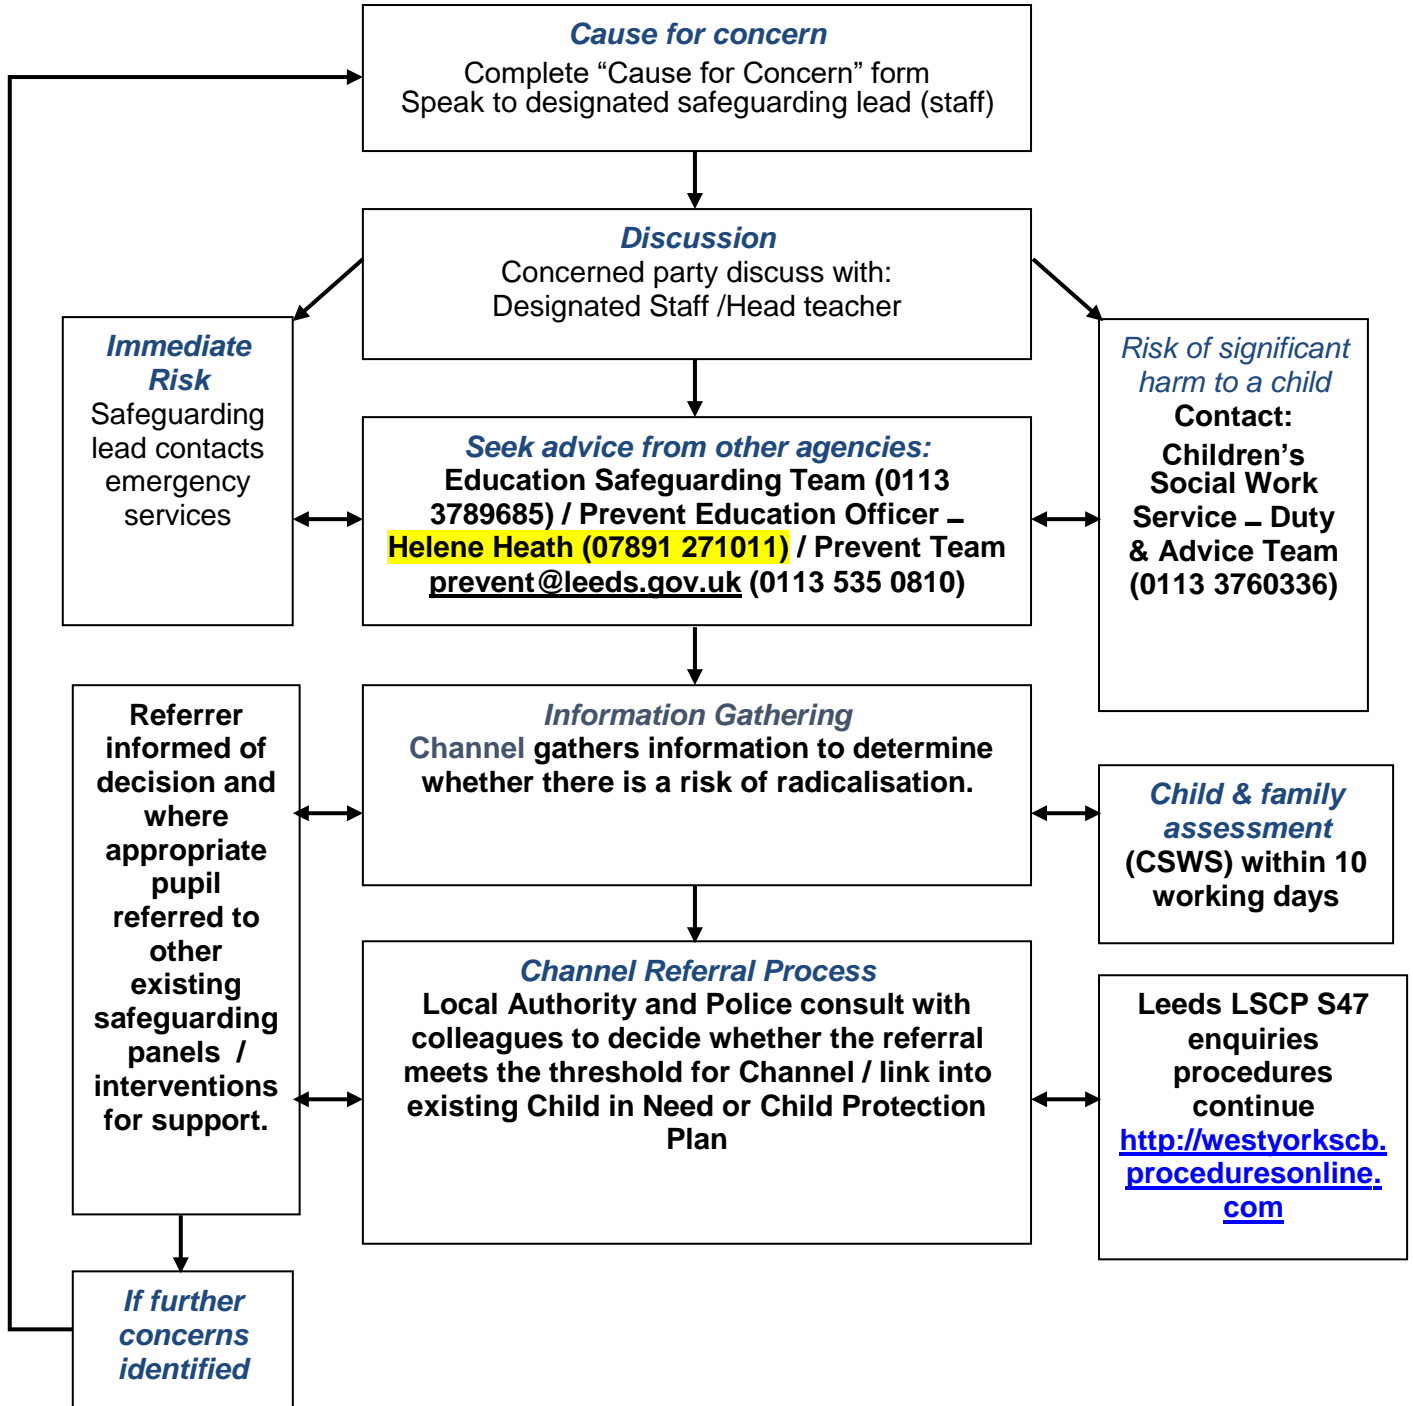 Cause for concern
Complete “Cause for Concern” form
Speak to designated safeguarding lead (staff)
Discussion
Concerned party discuss with:
Designated Staff /Head teacher
Immediate
Risk
Safeguarding
lead contacts
emergency
services
Seek advice from other agencies:
Education Safeguarding Team (0113
3789685) / Prevent Education Officer –
Helene Heath (07891 271011) / Prevent Team
prevent@leeds.gov.uk (0113 535 0810)
Risk of significant
harm to a child
Contact:
Children’s
Social Work
Service – Duty
& Advice Team
(0113 3760336)
Referrer
informed of
decision and
where
appropriate
pupil
referred to
other
existing
safeguarding
panels /
interventions
for support.
Information Gathering
Channel gathers information to determine
whether there is a risk of radicalisation.
Child & family
assessment
(CSWS) within 10
working days
Channel Referral Process
Local Authority and Police consult with
colleagues to decide whether the referral
meets the threshold for Channel / link into
existing Child in Need or Child Protection
Plan
Leeds LSCP S47
enquiries
procedures
continue
http://westyorkscb.
proceduresonline.
com
If further
concerns
identified